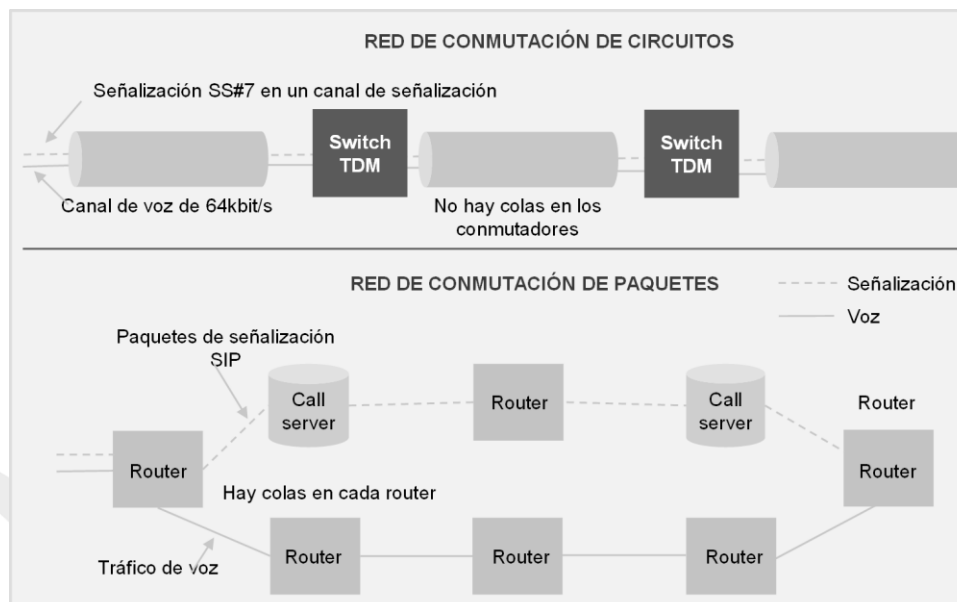 RED DE CONMUTACIÓN DE CIRCUITOS
Señalización SS#7 en un canal de señalización
Switch
TDM
Switch
TDM
Canal de voz de 64kbit/s
No hay colas en los
conmutadores
RED DE CONMUTACIÓN DE PAQUETES
Señalización
Voz
Paquetes de señalización
SIP
Call
server
Router
Call
server
Router
Router
Router
Hay colas en cada router
Tráfico de voz
Router
Router
Router